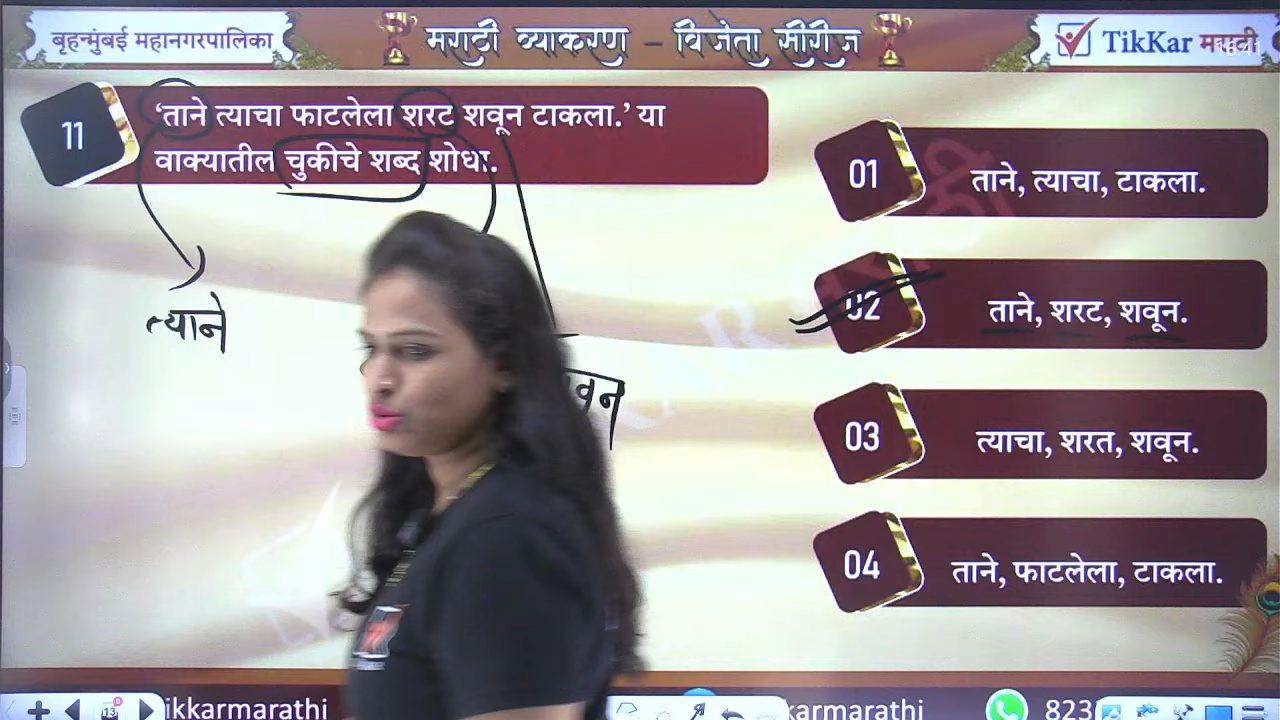 बृहन्मुंबई महानगरपालिका
मराठी व्याकरण – विजेता सीरीज
TikKar मराठी
11
‘ताने त्याचा फाटलेला शरट शवून टाकला.’ या
वाक्यातील चुकीचे शब्द शोधा.
त्याने
वून
01
ताने, त्याचा, टाकला.
02
ताने, शरट, शवून.
03
त्याचा, शरत, शवून.
04
ताने, फाटलेला, टाकला.
ikkarmarathi
karmarathi
823